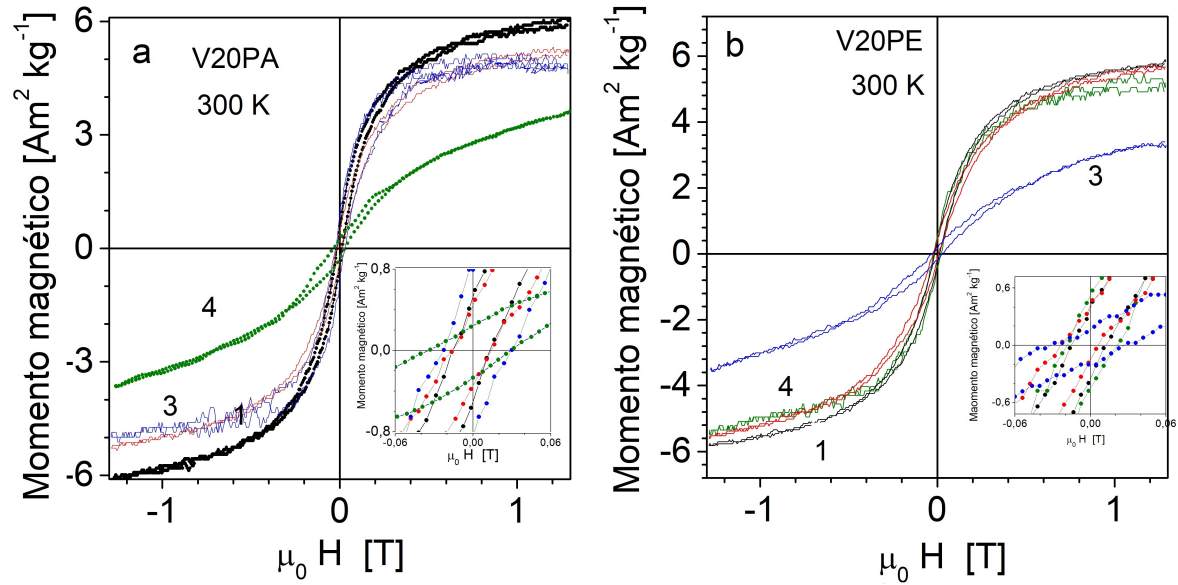 a
V20PA
300 K
Momento magnético [Am² kg⁻¹]
6
3
0
-3
-6
-1
0
1
μ₀ H [T]
4
3
1
Momento magnético [Am² kg⁻¹]
0,8
0,0
-0,8
-0,06
0,00
0,06
μ₀ H [T]
b
V20PE
300 K
Momento magnético [Am² kg⁻¹]
6
4
2
0
-2
-4
-6
-1
0
1
μ₀ H [T]
3
4
1
Maomento magnético [Am² kg⁻¹]
0,6
0,0
-0,6
-0,06
0,00
0,06
μ₀ H [T]